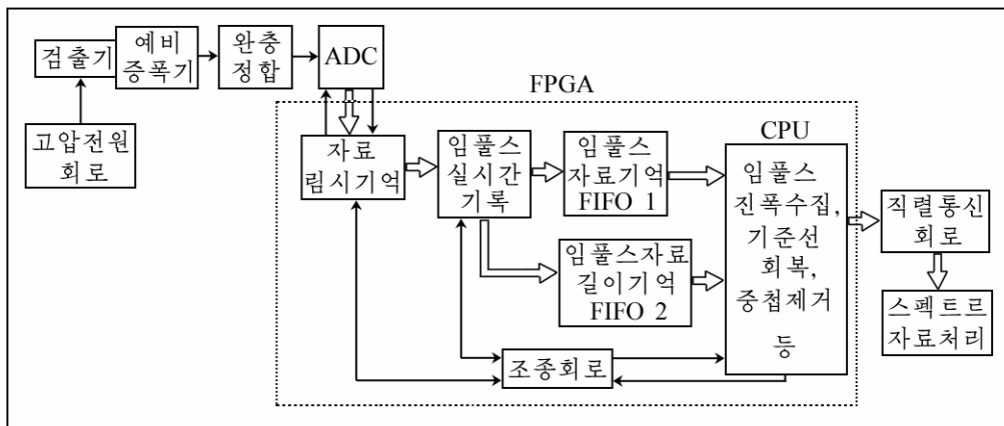 검출기
예비
증폭기
완충
정합
ADC
고압전원
회로
FPGA
자료
림시기억
임풀스
실시간
기록
임풀스
자료기억
FIFO 1
임풀스자료
길이기억
FIFO 2
조종회로
CPU
임풀스
진폭수집,
기준선
회복,
중첩제거
등
직렬통신
회로
스펙트르
자료처리